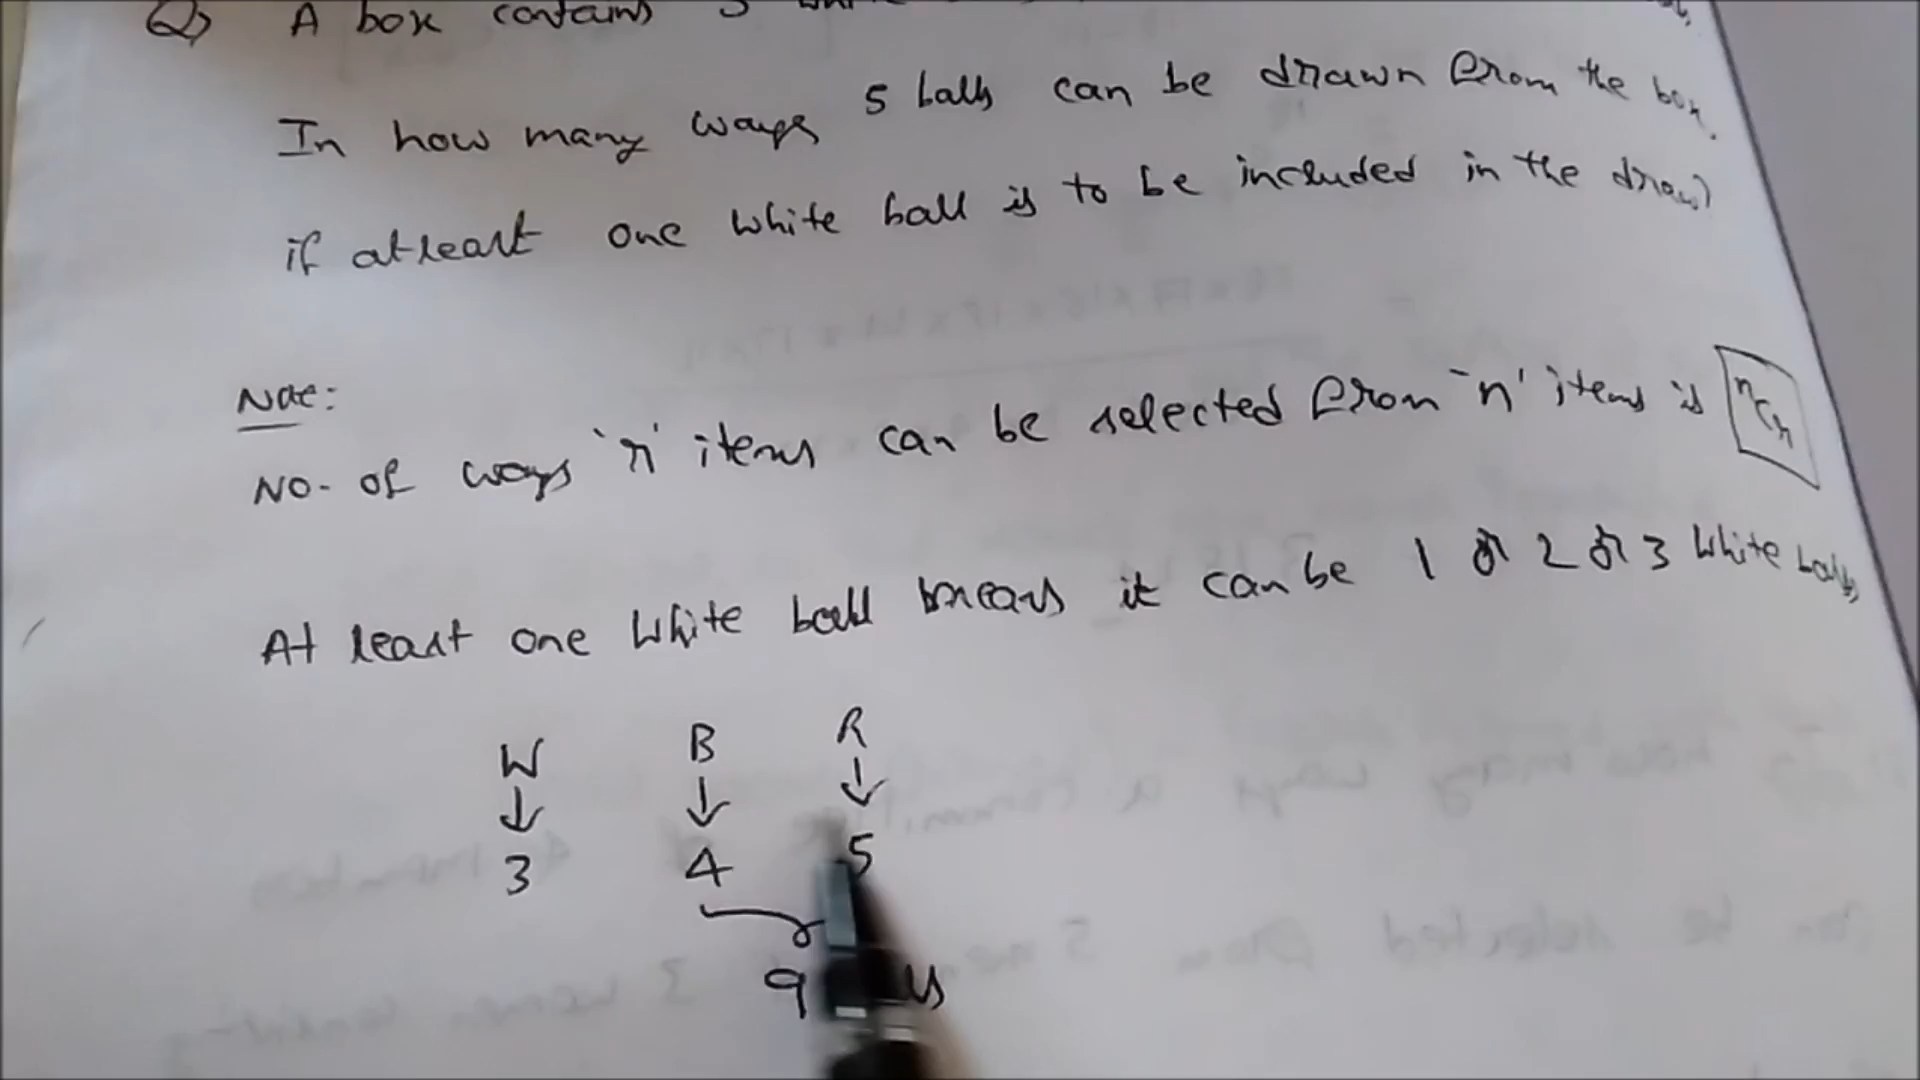 Q) A box contains 3
In how many ways 5 balls can be drawn from the box.
if atleast one white ball is to be included in the draw?
Note:
No. of ways 'r' items can be selected from 'n' items is nCr
At least one white ball means it can be 1 or 2 or 3 white balls
W B R
↓ ↓ ↓
3 4 5
9